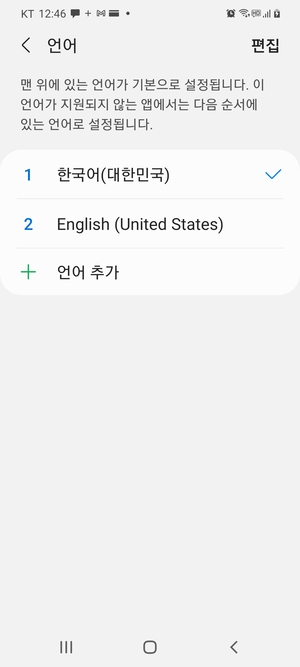 KT 12:46
언어
편집
맨 위에 있는 언어가 기본으로 설정됩니다. 이
언어가 지원되지 않는 앱에서는 다음 순서에
있는 언어로 설정됩니다.
1 한국어(대한민국)
2 English (United States)
언어 추가